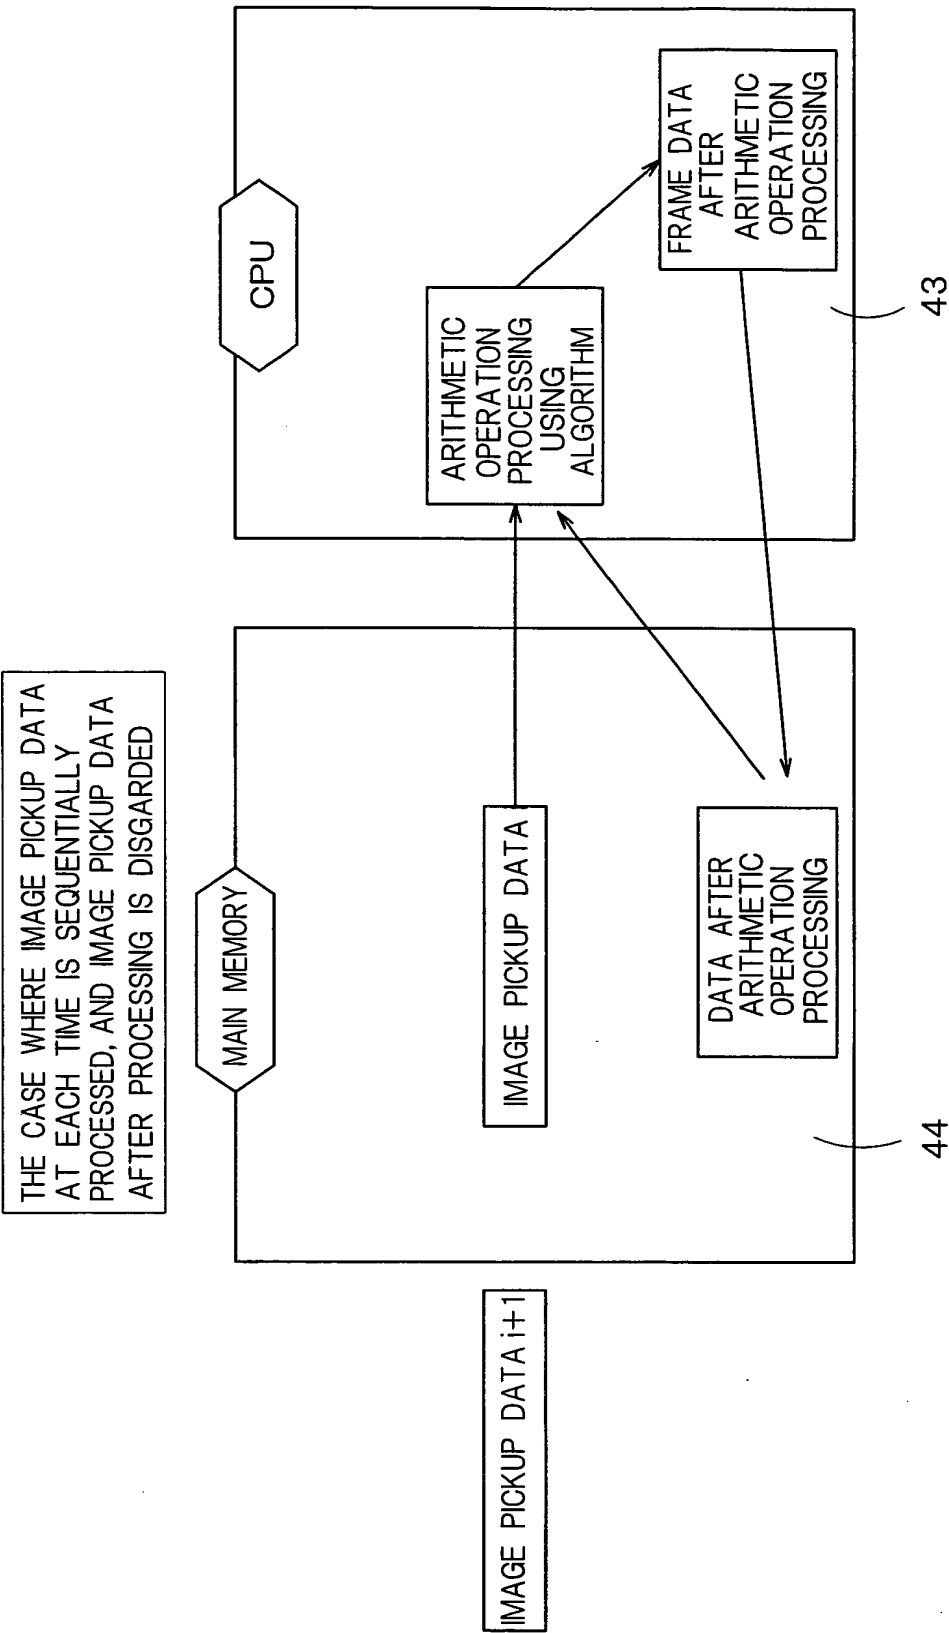 THE CASE WHERE IMAGE PICKUP DATA
AT EACH TIME IS SEQUENTIALLY
PROCESSED, AND IMAGE PICKUP DATA
AFTER PROCESSING IS DISGARDED
MAIN MEMORY
CPU
IMAGE PICKUP DATA i+1
IMAGE PICKUP DATA
ARITHMETIC
OPERATION
PROCESSING
USING
ALGORITHM
DATA AFTER
ARITHMETIC
OPERATION
PROCESSING
FRAME DATA
AFTER
ARITHMETIC
OPERATION
PROCESSING
44
43